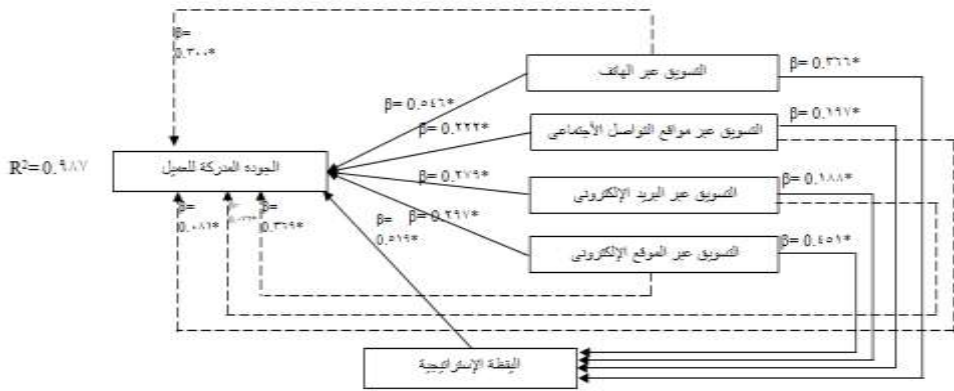 β=
0.٣٠٠*
التسويق عبر الهاتف
β= 0.٣٦٦*
β= 0.٥٤٦*
التسويق عبر مواقع التواصل الأجتماعى
β= 0.١٩٧*
β= 0.٢٢٢*
R²=0.٩٨٧
الجوده المدركة للعميل
β= 0.٢٧٩*
التسويق عبر البريد الإلكترونى
β= 0.١٨٨*
β=
0.٠٨٦*
β=
β=
0.٣٦٩*
β= 0.٢٩٧*
β=
0.٥١٩*
التسويق عبر الموقع الإلكترونى
β= 0.٤٥١*
اليقظة الإستراتيجية